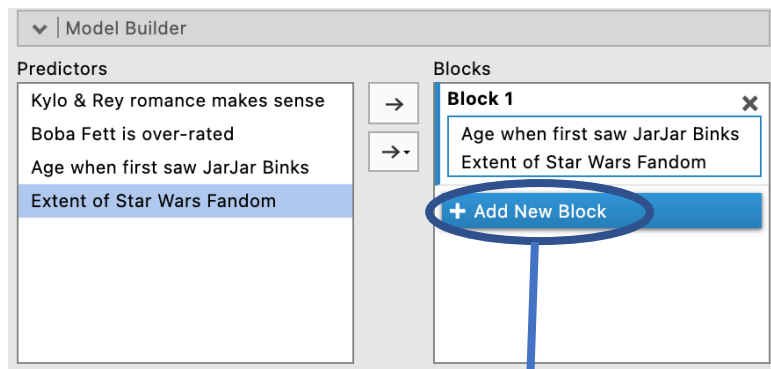 Model Builder
Predictors
Kylo & Rey romance makes sense
Boba Fett is over-rated
Age when first saw JarJar Binks
Extent of Star Wars Fandom
Blocks
Block 1
Age when first saw JarJar Binks
Extent of Star Wars Fandom
+ Add New Block